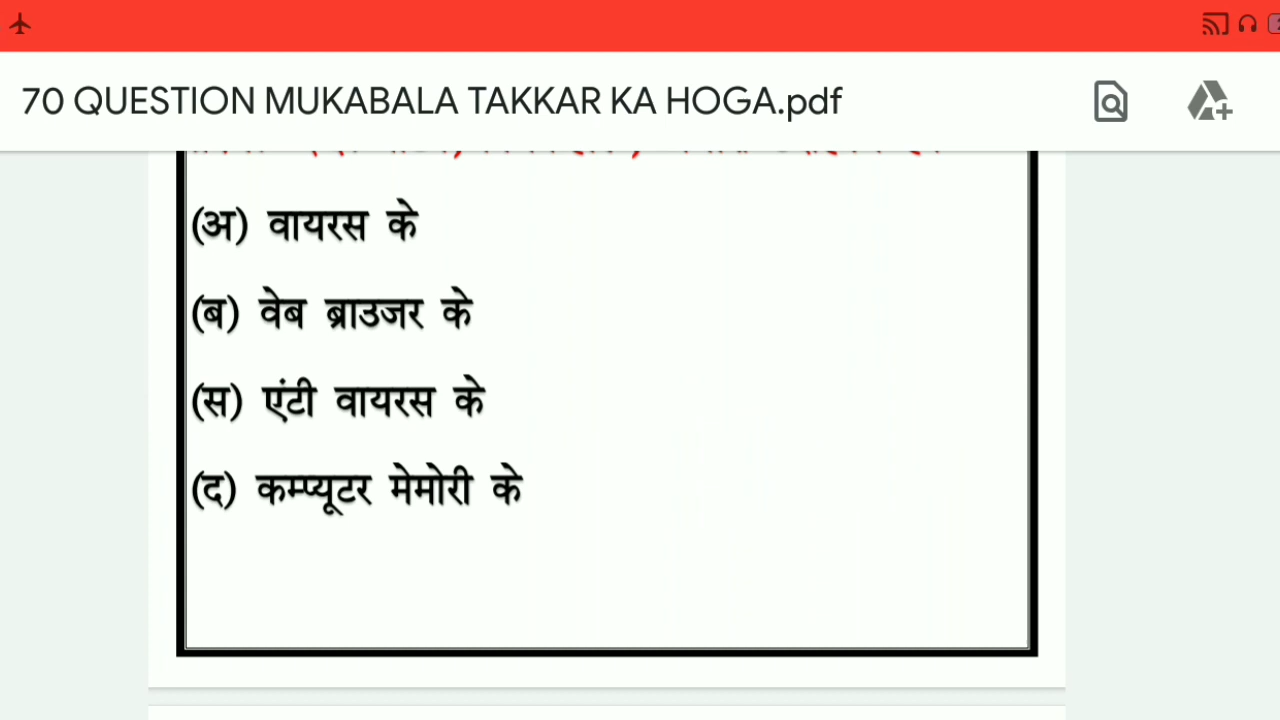 70 QUESTION MUKABALA TAKKAR KA HOGA.pdf
(अ) वायरस के
(ब) वेब ब्राउजर के
(स) एंटी वायरस के
(द) कम्प्यूटर मेमोरी के